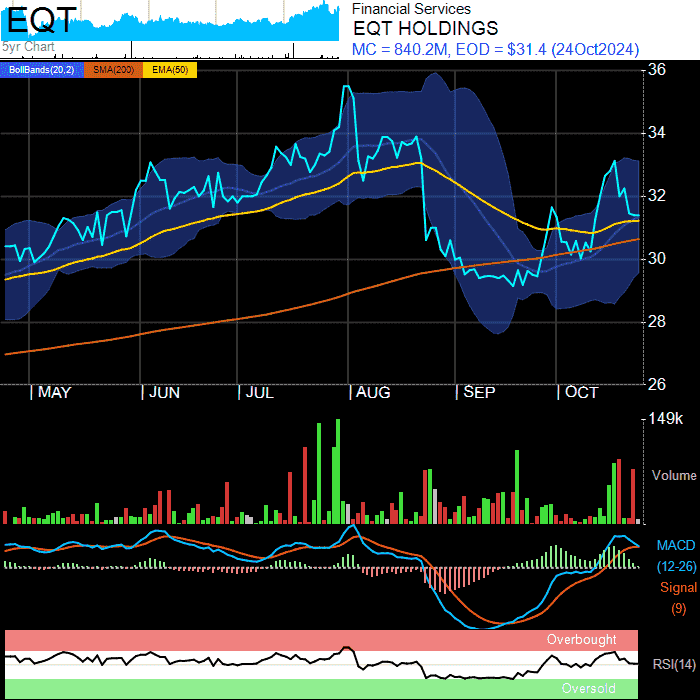 EQT
5yr Chart
Financial Services
EQT HOLDINGS
MC = 840.2M, EOD = $31.4 (24Oct2024)
BollBands(20,2) SMA(200) EMA(50)
36
34
32
30
28
26
MAY JUN JUL AUG SEP OCT
149k
Volume
MACD
(12-26)
Signal
(9)
Overbought
RSI(14)
Oversold